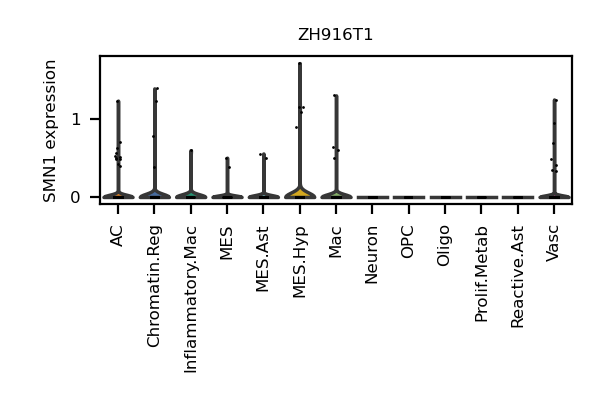 ZH916T1
SMN1 expression
1
0
AC
Chromatin.Reg
Inflammatory.Mac
MES
MES.Ast
MES.Hyp
Mac
Neuron
OPC
Oligo
Prolif.Metab
Reactive.Ast
Vasc